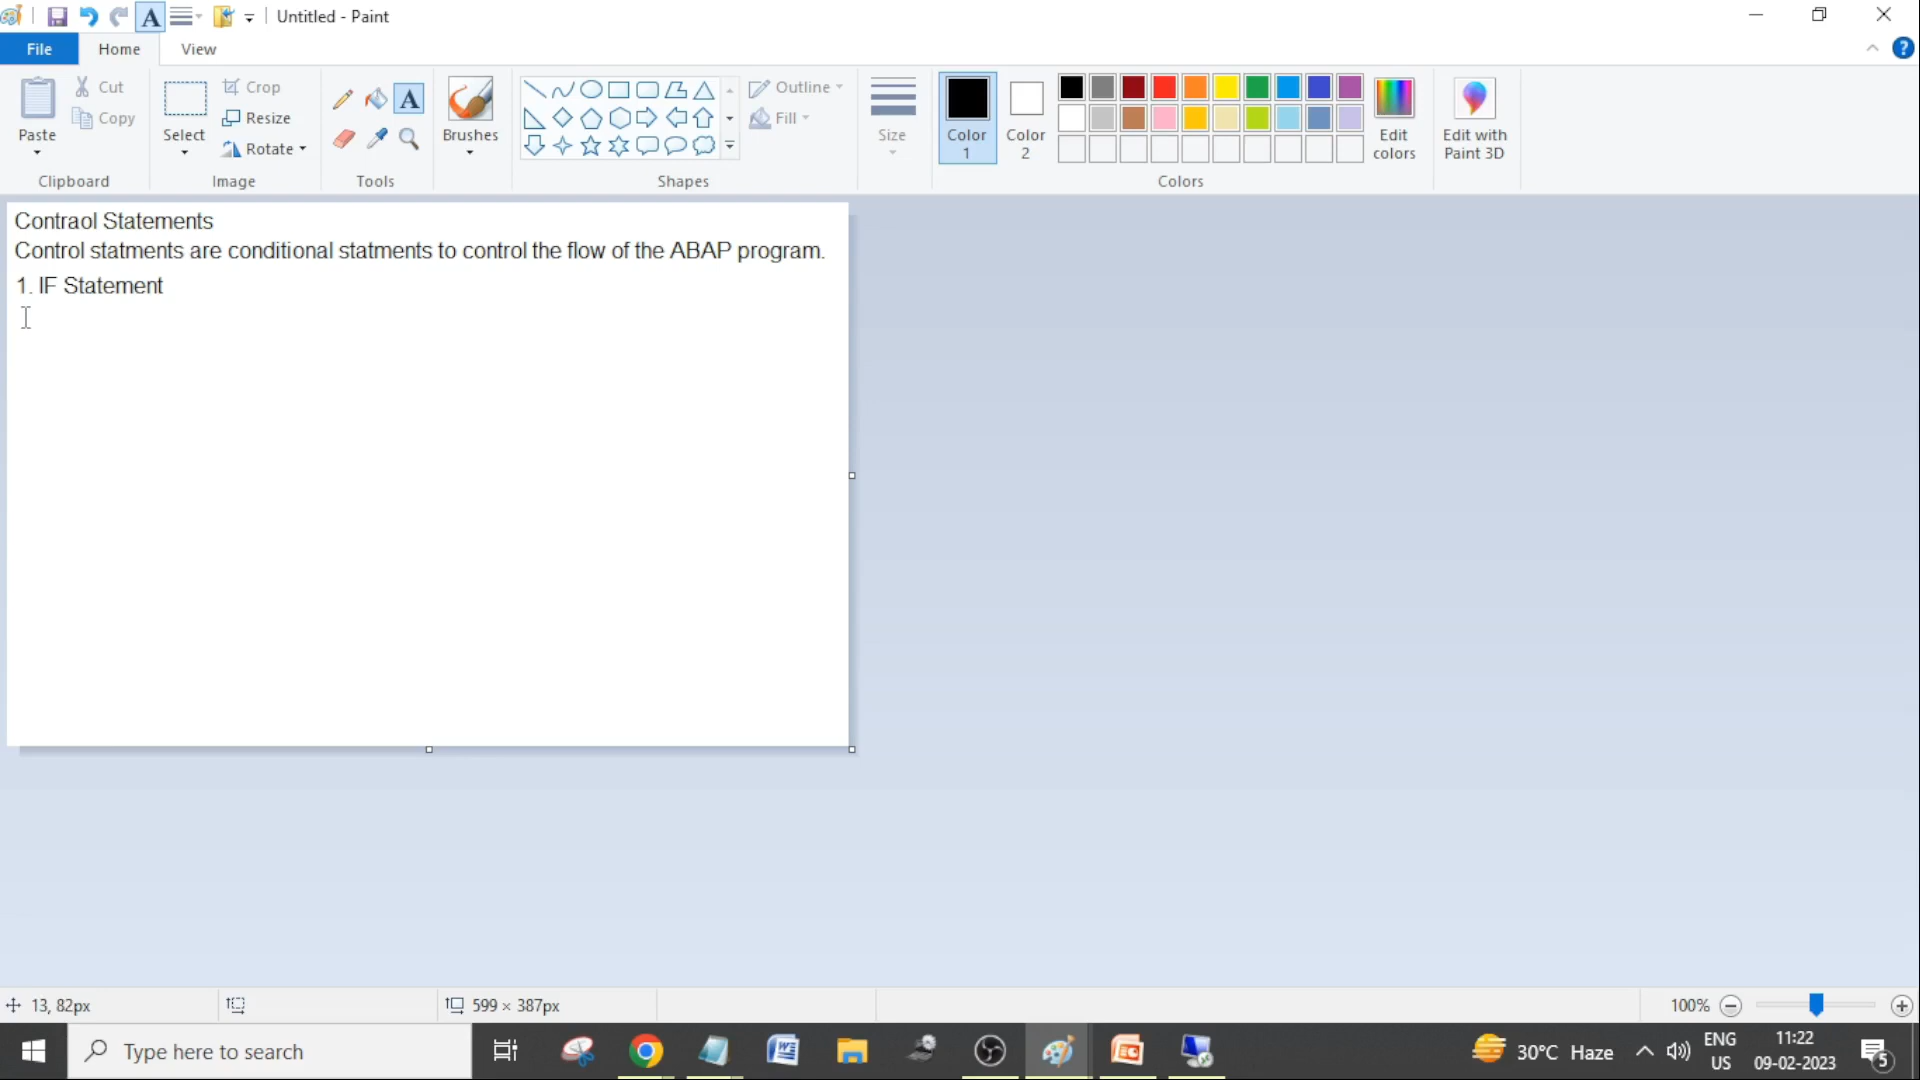 Untitled - Paint
File Home View
Paste
Cut
Copy
Clipboard
Select
Crop
Resize
Rotate
Image
Tools
Brushes
Shapes
Outline
Fill
Size
Color 1
Color 2
Edit colors
Colors
Edit with Paint 3D
Contraol Statements
Control statments are conditional statments to control the flow of the ABAP program.
1. IF Statement
13, 82px
599 × 387px
100%
Type here to search
30°C Haze
ENG
US
11:22
09-02-2023
5